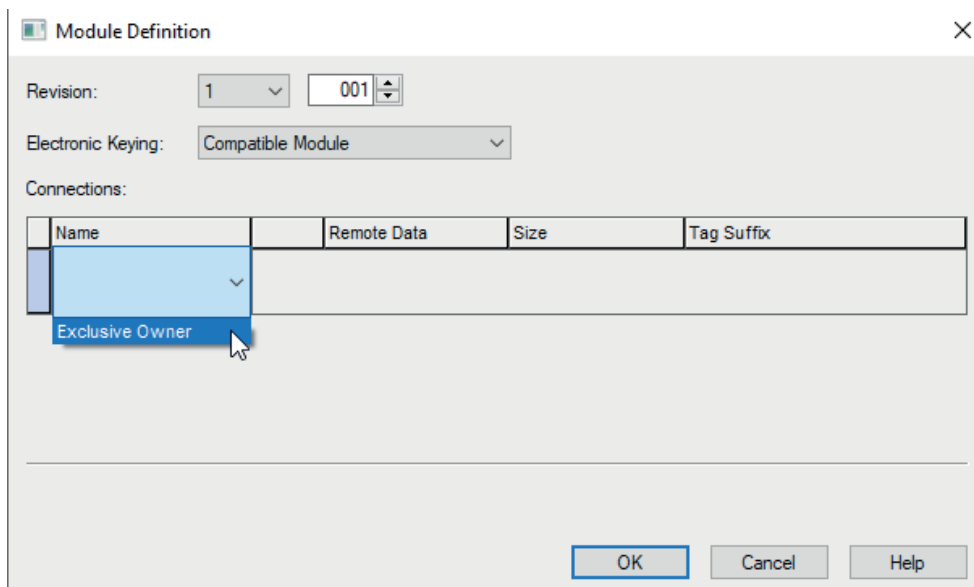 Module Definition
Revision: 1 001
Electronic Keying: Compatible Module
Connections:
Name Remote Data Size Tag Suffix
Exclusive Owner
OK Cancel Help